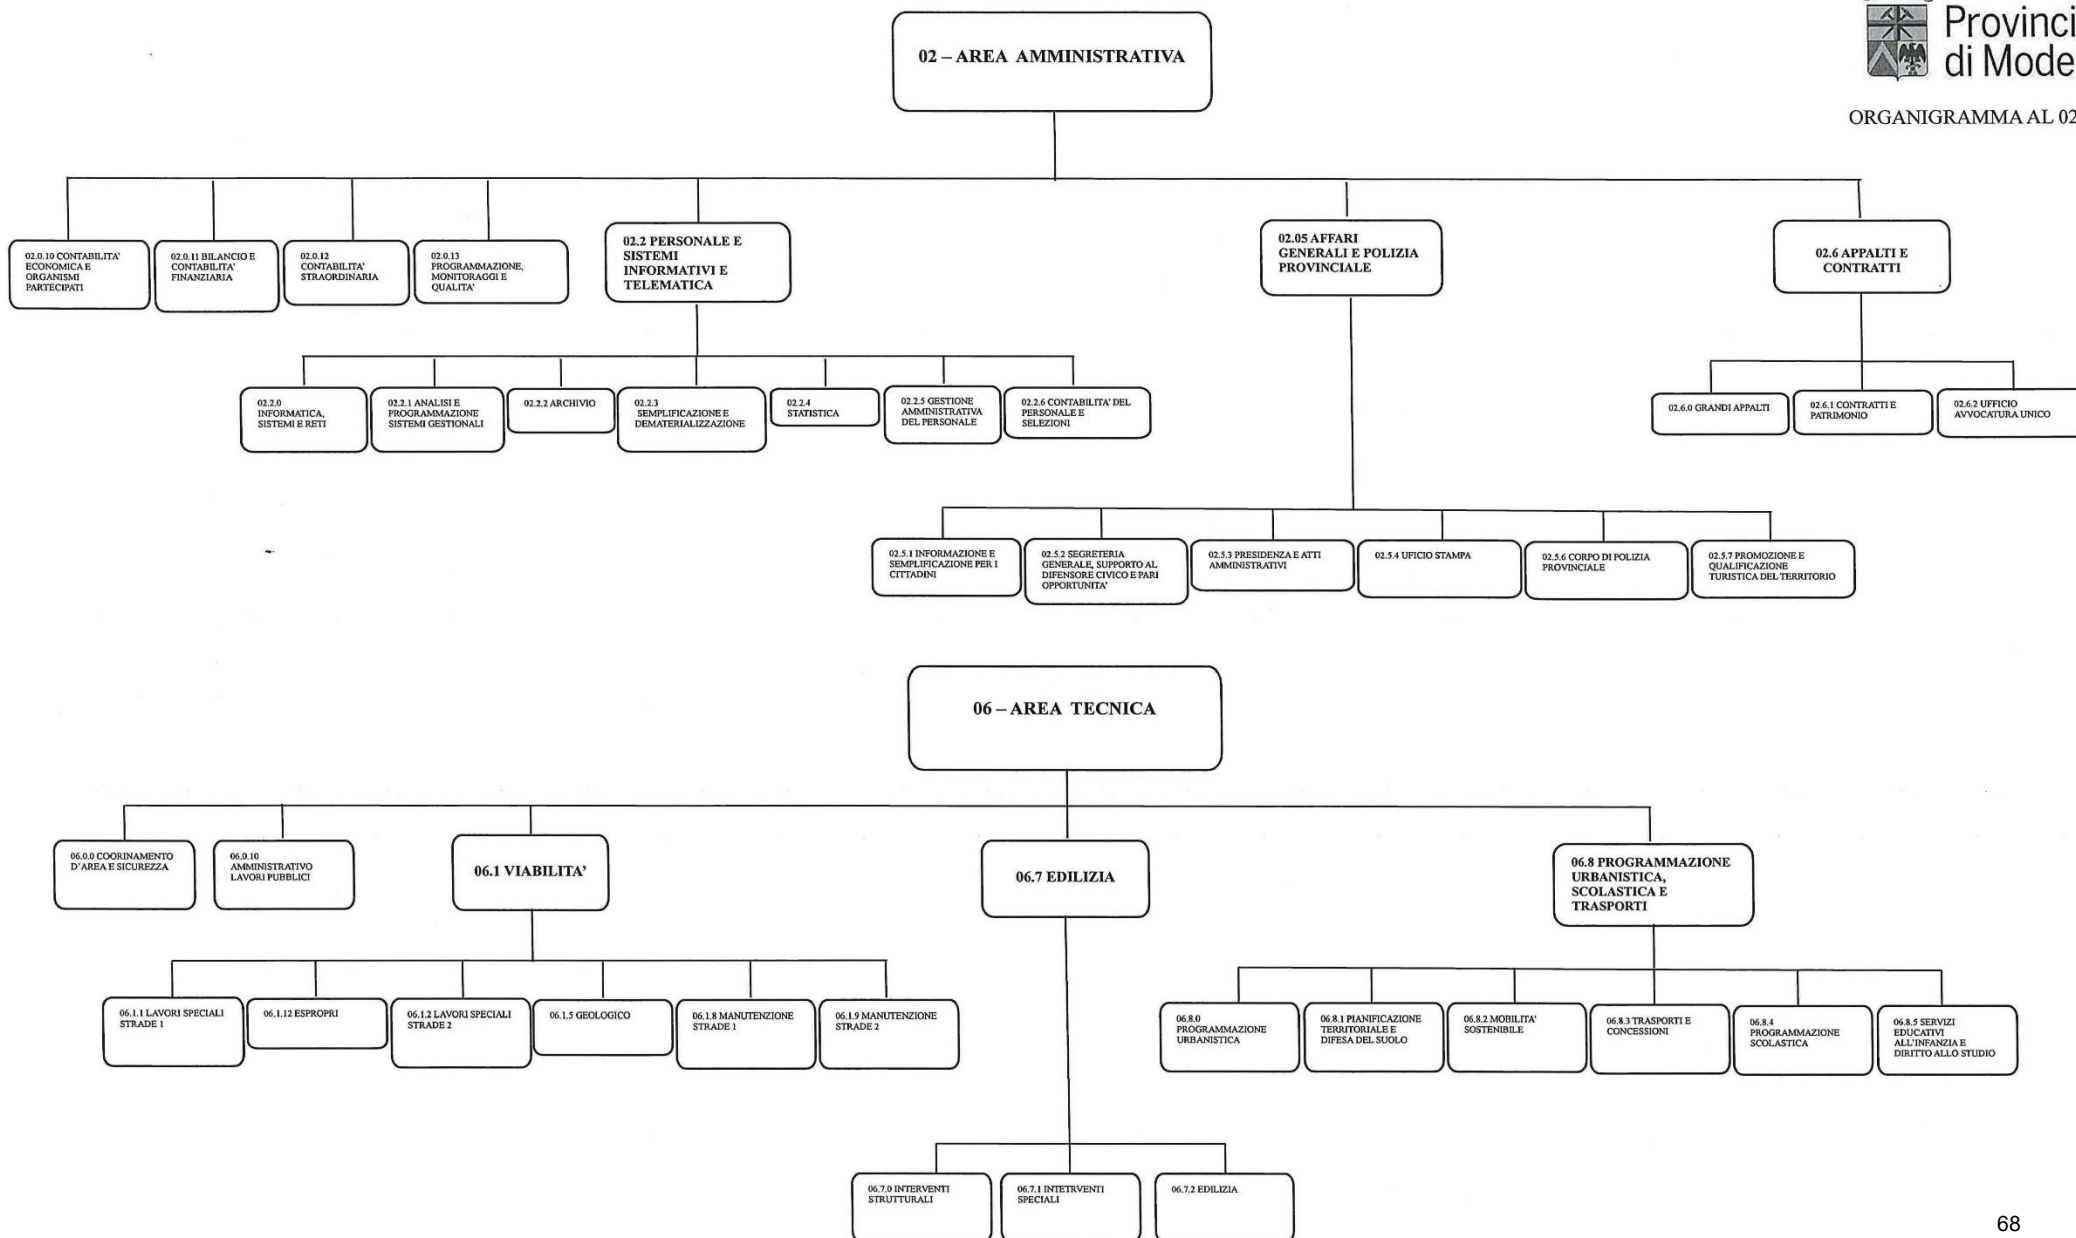 02 – AREA AMMINISTRATIVA
Provinci
di Mode
ORGANIGRAMMA AL 02
02.0.10 CONTABILITA'
ECONOMICA E
ORGANISMI
PARTECIPATI
02.0.11 BILANCIO E
CONTABILITA'
FINANZIARIA
02.0.12
CONTABILITA'
STRAORDINARIA
02.0.13
PROGRAMMAZIONE,
MONITORAGGI E
QUALITA'
02.2 PERSONALE E
SISTEMI
INFORMATIVI E
TELEMATICA
02.05 AFFARI
GENERALI E POLIZIA
PROVINCIALE
02.6 APPALTI E
CONTRATTI
02.2.0
INFORMATICA,
SISTEMI E RETI
02.2.1 ANALISI E
PROGRAMMAZIONE
SISTEMI GESTIONALI
02.2.2 ARCHIVIO
02.2.3
SEMPLIFICAZIONE E
DEMATERIALIZZAZIONE
02.2.4
STATISTICA
02.2.5 GESTIONE
AMMINISTRATIVA
DEL PERSONALE
02.2.6 CONTABILITA' DEL
PERSONALE E
SELEZIONI
02.6.0 GRANDI APPALTI
02.6.1 CONTRATTI E
PATRIMONIO
02.6.2 UFFICIO
AVVOCATURA UNICO
02.5.1 INFORMAZIONE E
SEMPLIFICAZIONE PER I
CITTADINI
02.5.2 SEGRETERIA
GENERALE, SUPPORTO AL
DIFENSORE CIVICO E PARI
OPPORTUNITA'
02.5.3 PRESIDENZA E ATTI
AMMINISTRATIVI
02.5.4 UFICIO STAMPA
02.5.6 CORPO DI POLIZIA
PROVINCIALE
02.5.7 PROMOZIONE E
QUALIFICAZIONE
TURISTICA DEL TERRITORIO
06 – AREA TECNICA
06.0.0 COORINAMENTO
D'AREA E SICUREZZA
06.0.10
AMMINISTRATIVO
LAVORI PUBBLICI
06.1 VIABILITA'
06.7 EDILIZIA
06.8 PROGRAMMAZIONE
URBANISTICA,
SCOLASTICA E
TRASPORTI
06.1.1 LAVORI SPECIALI
STRADE 1
06.1.12 ESPROPRI
06.1.2 LAVORI SPECIALI
STRADE 2
06.1.5 GEOLOGICO
06.1.8 MANUTENZIONE
STRADE 1
06.1.9 MANUTENZIONE
STRADE 2
06.8.0
PROGRAMMAZIONE
URBANISTICA
06.8.1 PIANIFICAZIONE
TERRITORIALE E
DIFESA DEL SUOLO
06.8.2 MOBILITA'
SOSTENIBILE
06.8.3 TRASPORTI E
CONCESSIONI
06.8.4
PROGRAMMAZIONE
SCOLASTICA
06.8.5 SERVIZI
EDUCATIVI
ALL'INFANZIA E
DIRITTO ALLO STUDIO
06.7.0 INTERVENTI
STRUTTURALI
06.7.1 INTETRVENTI
SPECIALI
06.7.2 EDILIZIA
68